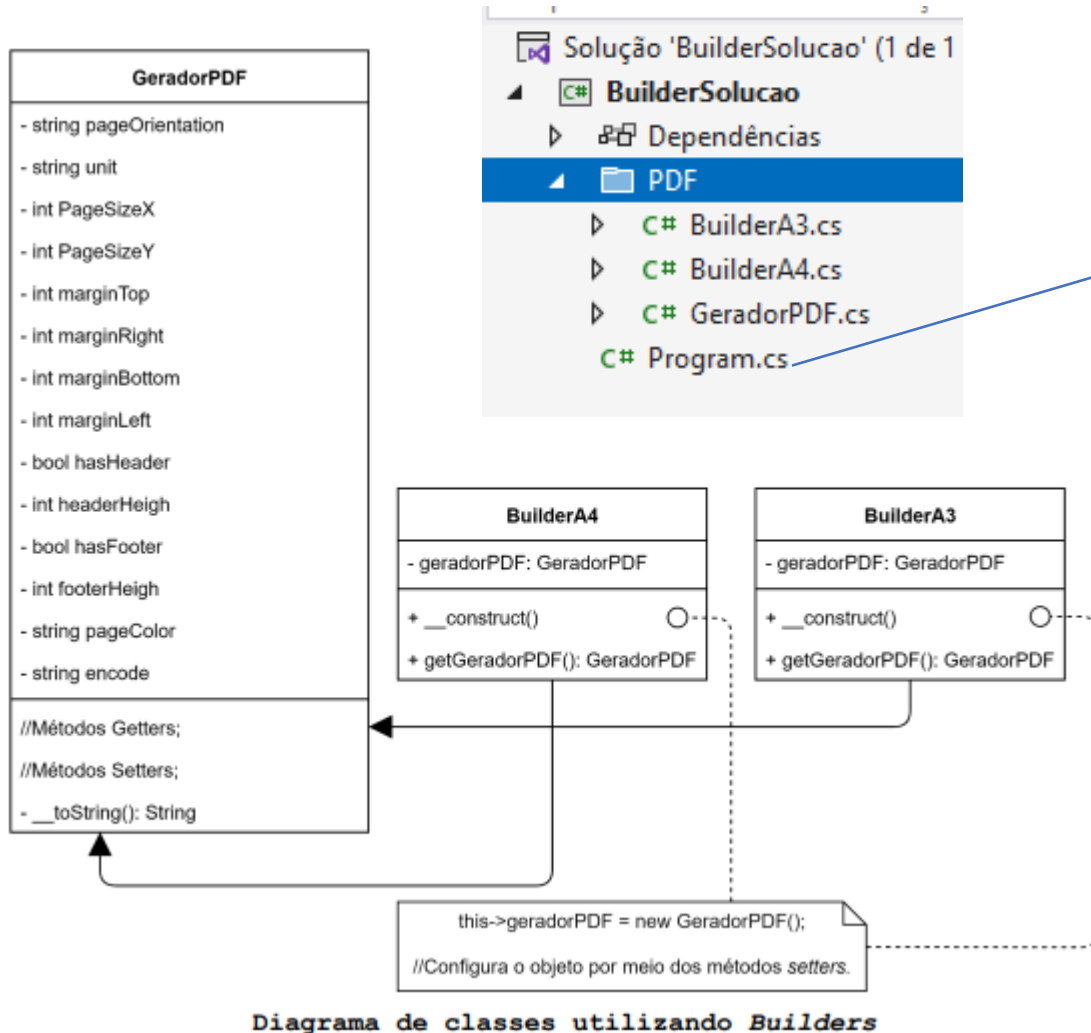 GeradorPDF
- string pageOrientation
- string unit
- int PageSizeX
- int PageSizeY
- int marginTop
- int marginRight
- int marginBottom
- int marginLeft
- bool hasHeader
- int headerHeigh
- bool hasFooter
- int footerHeigh
- string pageColor
- string encode
//Métodos Getters;
//Métodos Setters;
- __toString(): String
Solução 'BuilderSolucao' (1 de 1
C# BuilderSolucao
Dependências
PDF
C# BuilderA3.cs
C# BuilderA4.cs
C# GeradorPDF.cs
C# Program.cs
BuilderA4
- geradorPDF: GeradorPDF
+ __construct()
+ getGeradorPDF(): GeradorPDF
BuilderA3
- geradorPDF: GeradorPDF
+ __construct()
+ getGeradorPDF(): GeradorPDF
this->geradorPDF = new GeradorPDF();
//Configura o objeto por meio dos métodos setters.
Diagrama de classes utilizando Builders